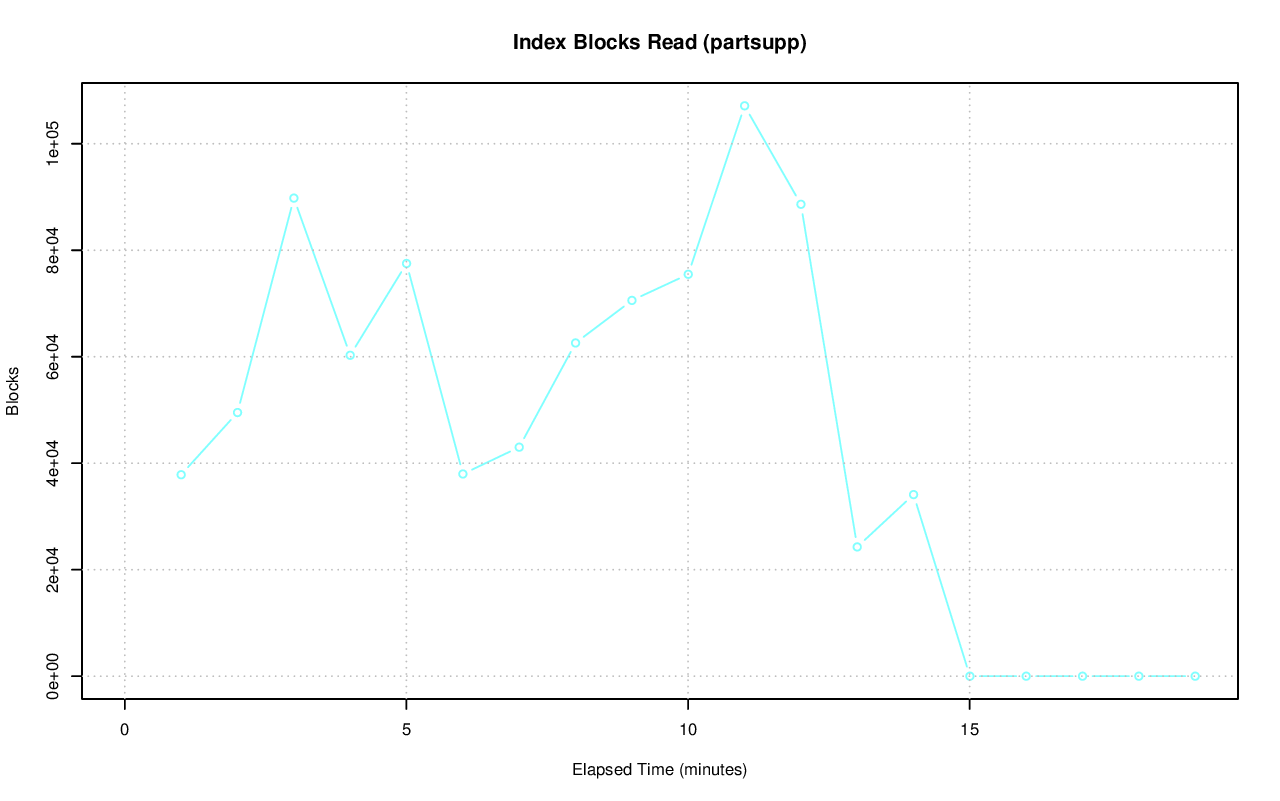 Index Blocks Read (partsupp)
1e+05
8e+04
6e+04
4e+04
2e+04
0e+00
Blocks
0 5 10 15
Elapsed Time (minutes)